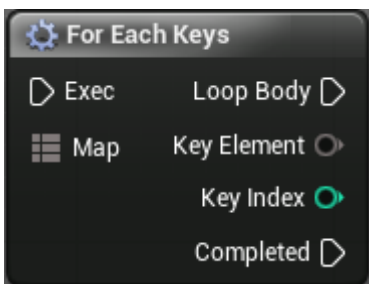 For Each Keys
Exec Loop Body
Map Key Element
Key Index
Completed